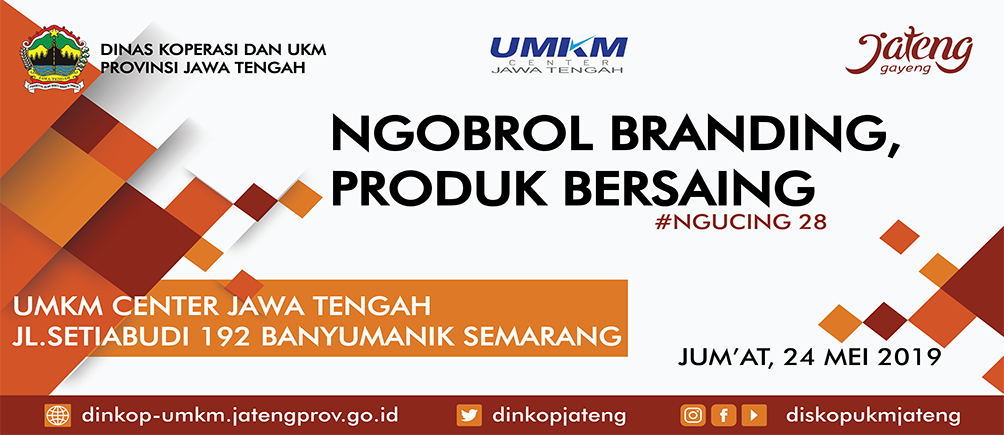 DINAS KOPERASI DAN UKM
PROVINSI JAWA TENGAH
UMKM
CENTER
JAWA TENGAH
Jateng
gayeng
NGOBROL BRANDING,
PRODUK BERSAING
#NGUCING 28
UMKM CENTER JAWA TENGAH
JL.SETIABUDI 192 BANYUMANIK SEMARANG
JUM'AT, 24 MEI 2019
dinkop-umkm.jatengprov.go.id
dinkopjateng
diskopukmjateng